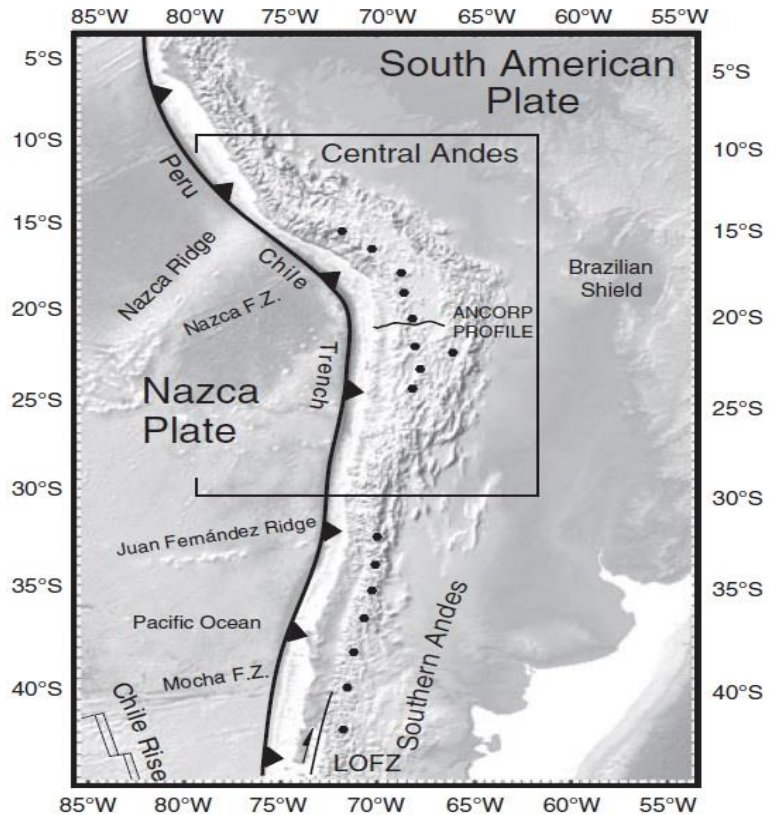 85°W 80°W 75°W 70°W 65°W 60°W 55°W
5°S
10°S
15°S
20°S
25°S
30°S
35°S
40°S
South American
Plate
Central Andes
Peru
Chile
Trench
Nazca Ridge
Nazca F.Z.
Brazilian
Shield
ANCORP
PROFILE
Nazca
Plate
Juan Fernández Ridge
Pacific Ocean
Mocha F.Z.
Chile Rise
Southern Andes
LOFZ
5°S
10°S
15°S
20°S
25°S
30°S
35°S
40°S
85°W 80°W 75°W 70°W 65°W 60°W 55°W